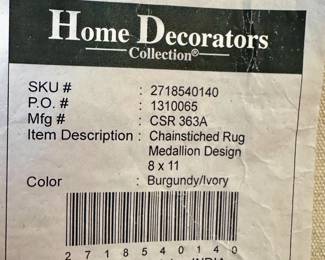 Home Decorators
Collection®
SKU # : 2718540140
P.O. # : 1310065
Mfg # : CSR 363A
Item Description : Chainstiched Rug
Medallion Design
8 x 11
Color : Burgundy/Ivory
2 7 1 8 5 4 0 1 4 0
INDIA